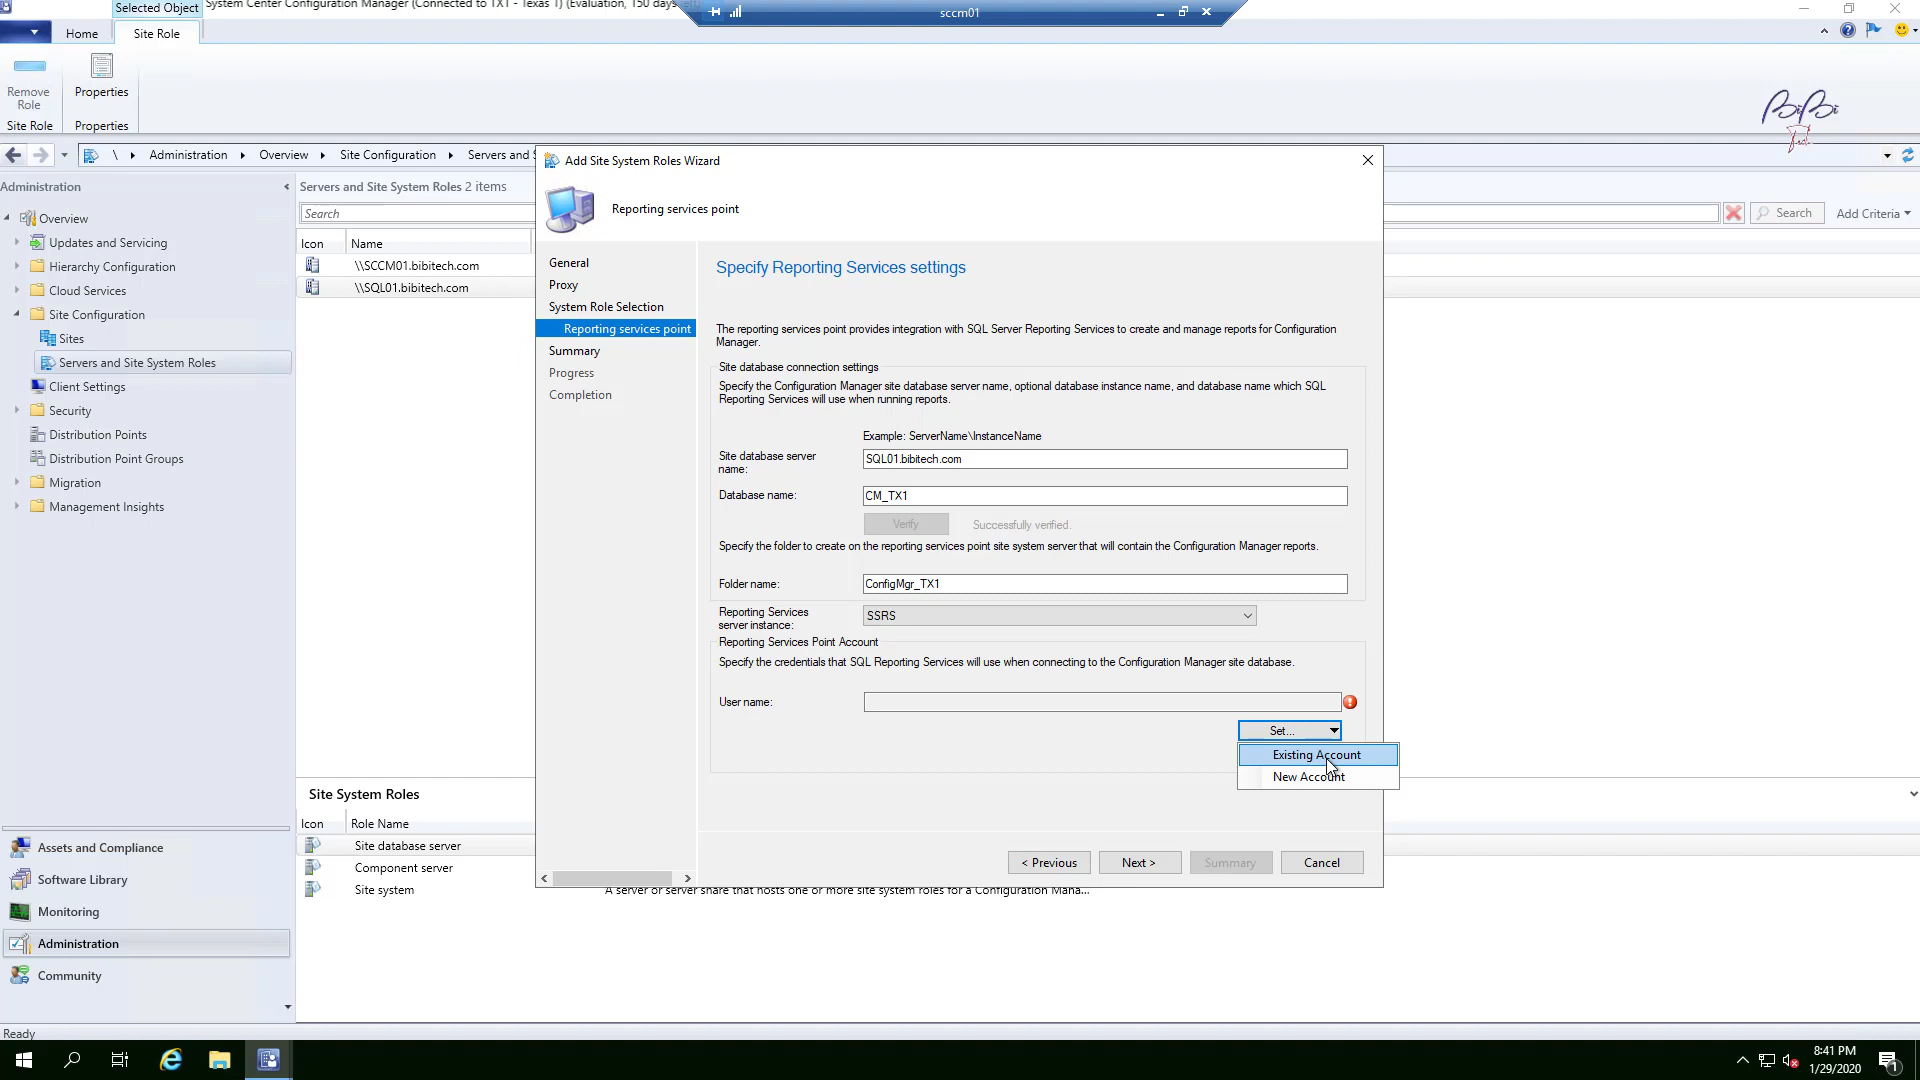 Selected Object
System Center Configuration Manager (Connected to TX1 - Texas 1) (Evaluation, 150 days
sccm01
Home
Site Role
Remove
Role
Properties
Site Role
Properties
BiBi
\
Administration
Overview
Site Configuration
Servers and S
Administration
Overview
Updates and Servicing
Hierarchy Configuration
Cloud Services
Site Configuration
Sites
Servers and Site System Roles
Client Settings
Security
Distribution Points
Distribution Point Groups
Migration
Management Insights
Assets and Compliance
Software Library
Monitoring
Administration
Community
Servers and Site System Roles 2 items
Search
Search
Add Criteria
Icon
Name
\\SCCM01.bibitech.com
\\SQL01.bibitech.com
Site System Roles
Icon
Role Name
Site database server
Component server
Site system
A server or server share that hosts one or more site system roles for a Configuration Mana...
Add Site System Roles Wizard
Reporting services point
General
Proxy
System Role Selection
Reporting services point
Summary
Progress
Completion
Specify Reporting Services settings
The reporting services point provides integration with SQL Server Reporting Services to create and manage reports for Configuration
Manager.
Site database connection settings
Specify the Configuration Manager site database server name, optional database instance name, and database name which SQL
Reporting Services will use when running reports.
Example: ServerName\InstanceName
Site database server
name:
SQL01.bibitech.com
Database name:
CM_TX1
Verify
Successfully verified.
Specify the folder to create on the reporting services point site system server that will contain the Configuration Manager reports.
Folder name:
ConfigMgr_TX1
Reporting Services
server instance:
SSRS
Reporting Services Point Account
Specify the credentials that SQL Reporting Services will use when connecting to the Configuration Manager site database.
User name:
Set...
Existing Account
New Account
< Previous
Next >
Summary
Cancel
Ready
8:41 PM
1/29/2020
1